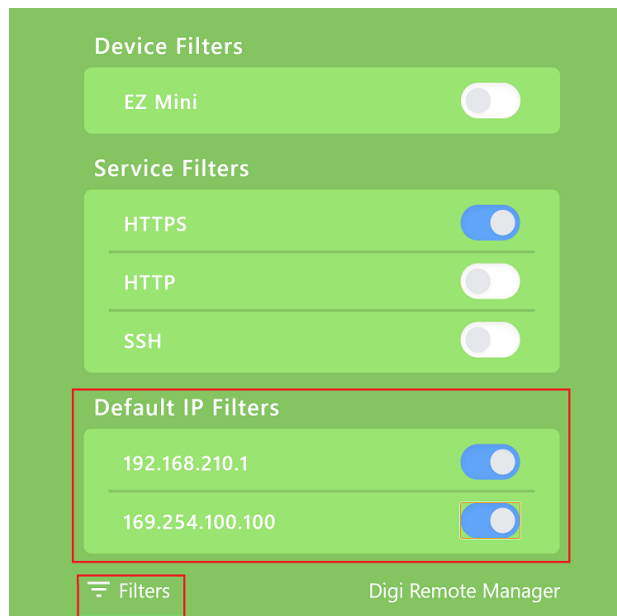 Device Filters
EZ Mini
Service Filters
HTTPS
HTTP
SSH
Default IP Filters
192.168.210.1
169.254.100.100
Filters Digi Remote Manager